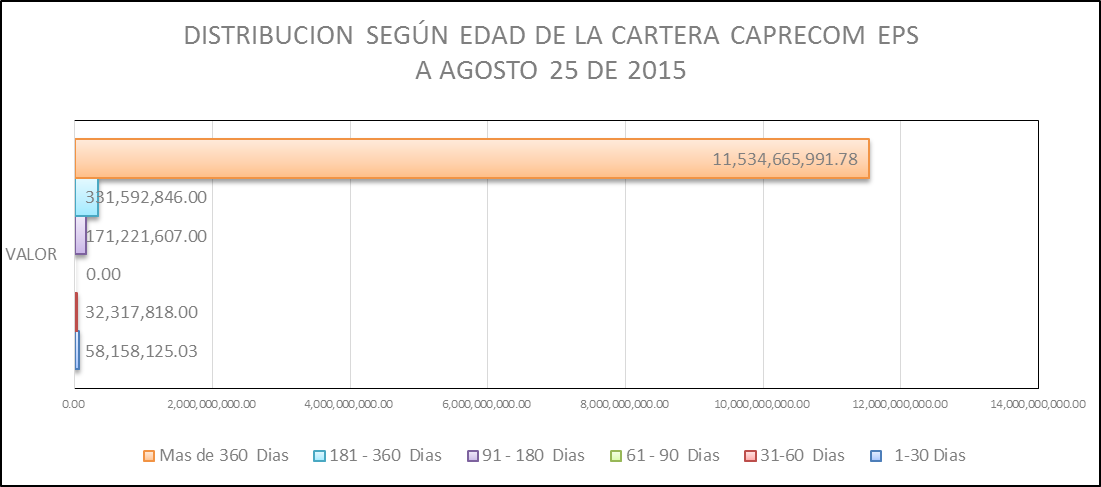 DISTRIBUCION SEGÚN EDAD DE LA CARTERA CAPRECOM EPS
A AGOSTO 25 DE 2015
11,534,665,991.78
331,592,846.00
171,221,607.00
VALOR
0.00
32,317,818.00
58,158,125.03
0.00 2,000,000,000.00 4,000,000,000.00 6,000,000,000.00 8,000,000,000.00 10,000,000,000.00 12,000,000,000.00 14,000,000,000.00
Mas de 360 Dias 181 - 360 Dias 91 - 180 Dias 61 - 90 Dias 31-60 Dias 1-30 Dias